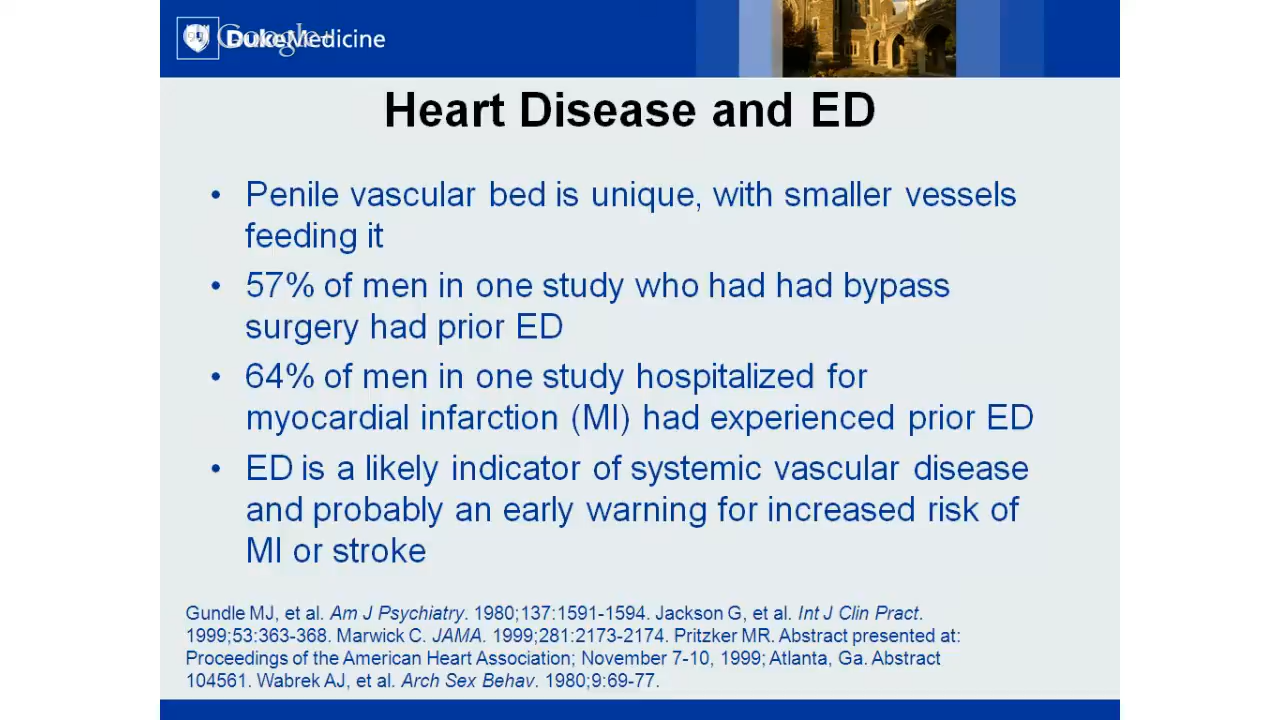 DukeMedicine
Google+
Heart Disease and ED
• Penile vascular bed is unique, with smaller vessels
feeding it
• 57% of men in one study who had had bypass
surgery had prior ED
• 64% of men in one study hospitalized for
myocardial infarction (MI) had experienced prior ED
• ED is a likely indicator of systemic vascular disease
and probably an early warning for increased risk of
MI or stroke
Gundle MJ, et al. Am J Psychiatry. 1980;137:1591-1594. Jackson G, et al. Int J Clin Pract.
1999;53:363-368. Marwick C. JAMA. 1999;281:2173-2174. Pritzker MR. Abstract presented at:
Proceedings of the American Heart Association; November 7-10, 1999; Atlanta, Ga. Abstract
104561. Wabrek AJ, et al. Arch Sex Behav. 1980;9:69-77.